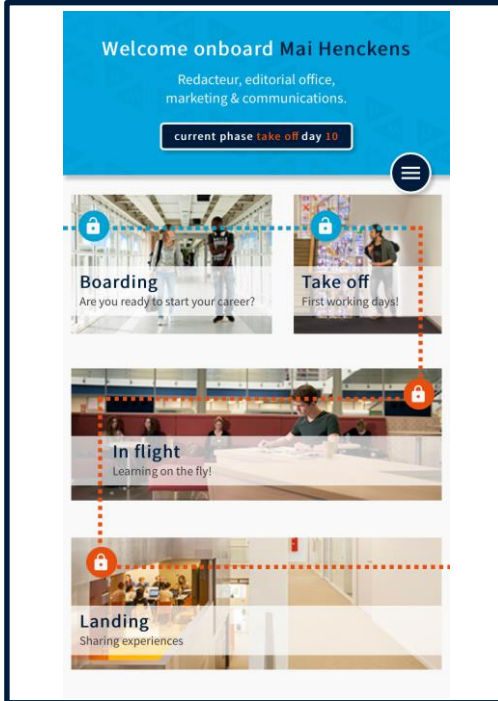 Welcome onboard Mai Henckens
Redacteur, editorial office,
marketing & communications.
current phase take off day 10
Boarding
Are you ready to start your career?
Take off
First working days!
In flight
Learning on the fly!
Landing
Sharing experiences